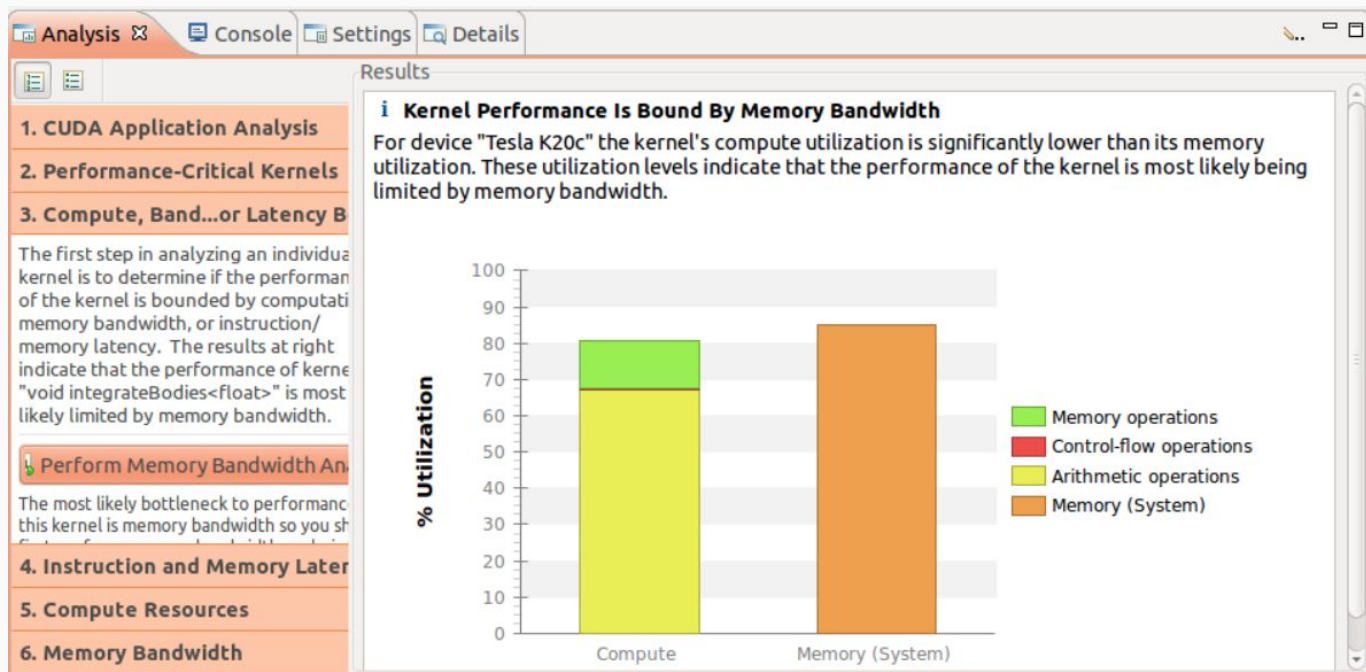 Analysis Console Settings Details
Results
1. CUDA Application Analysis
2. Performance-Critical Kernels
3. Compute, Band...or Latency B
The first step in analyzing an individua
kernel is to determine if the performan
of the kernel is bounded by computati
memory bandwidth, or instruction/
memory latency. The results at right
indicate that the performance of kerne
"void integrateBodies<float>" is most
likely limited by memory bandwidth.
Perform Memory Bandwidth An
The most likely bottleneck to performanc
this kernel is memory bandwidth so you sh
4. Instruction and Memory Later
5. Compute Resources
6. Memory Bandwidth
i Kernel Performance Is Bound By Memory Bandwidth
For device "Tesla K20c" the kernel's compute utilization is significantly lower than its memory
utilization. These utilization levels indicate that the performance of the kernel is most likely being
limited by memory bandwidth.
% Utilization
100
90
80
70
60
50
40
30
20
10
0
Compute Memory (System)
Memory operations
Control-flow operations
Arithmetic operations
Memory (System)